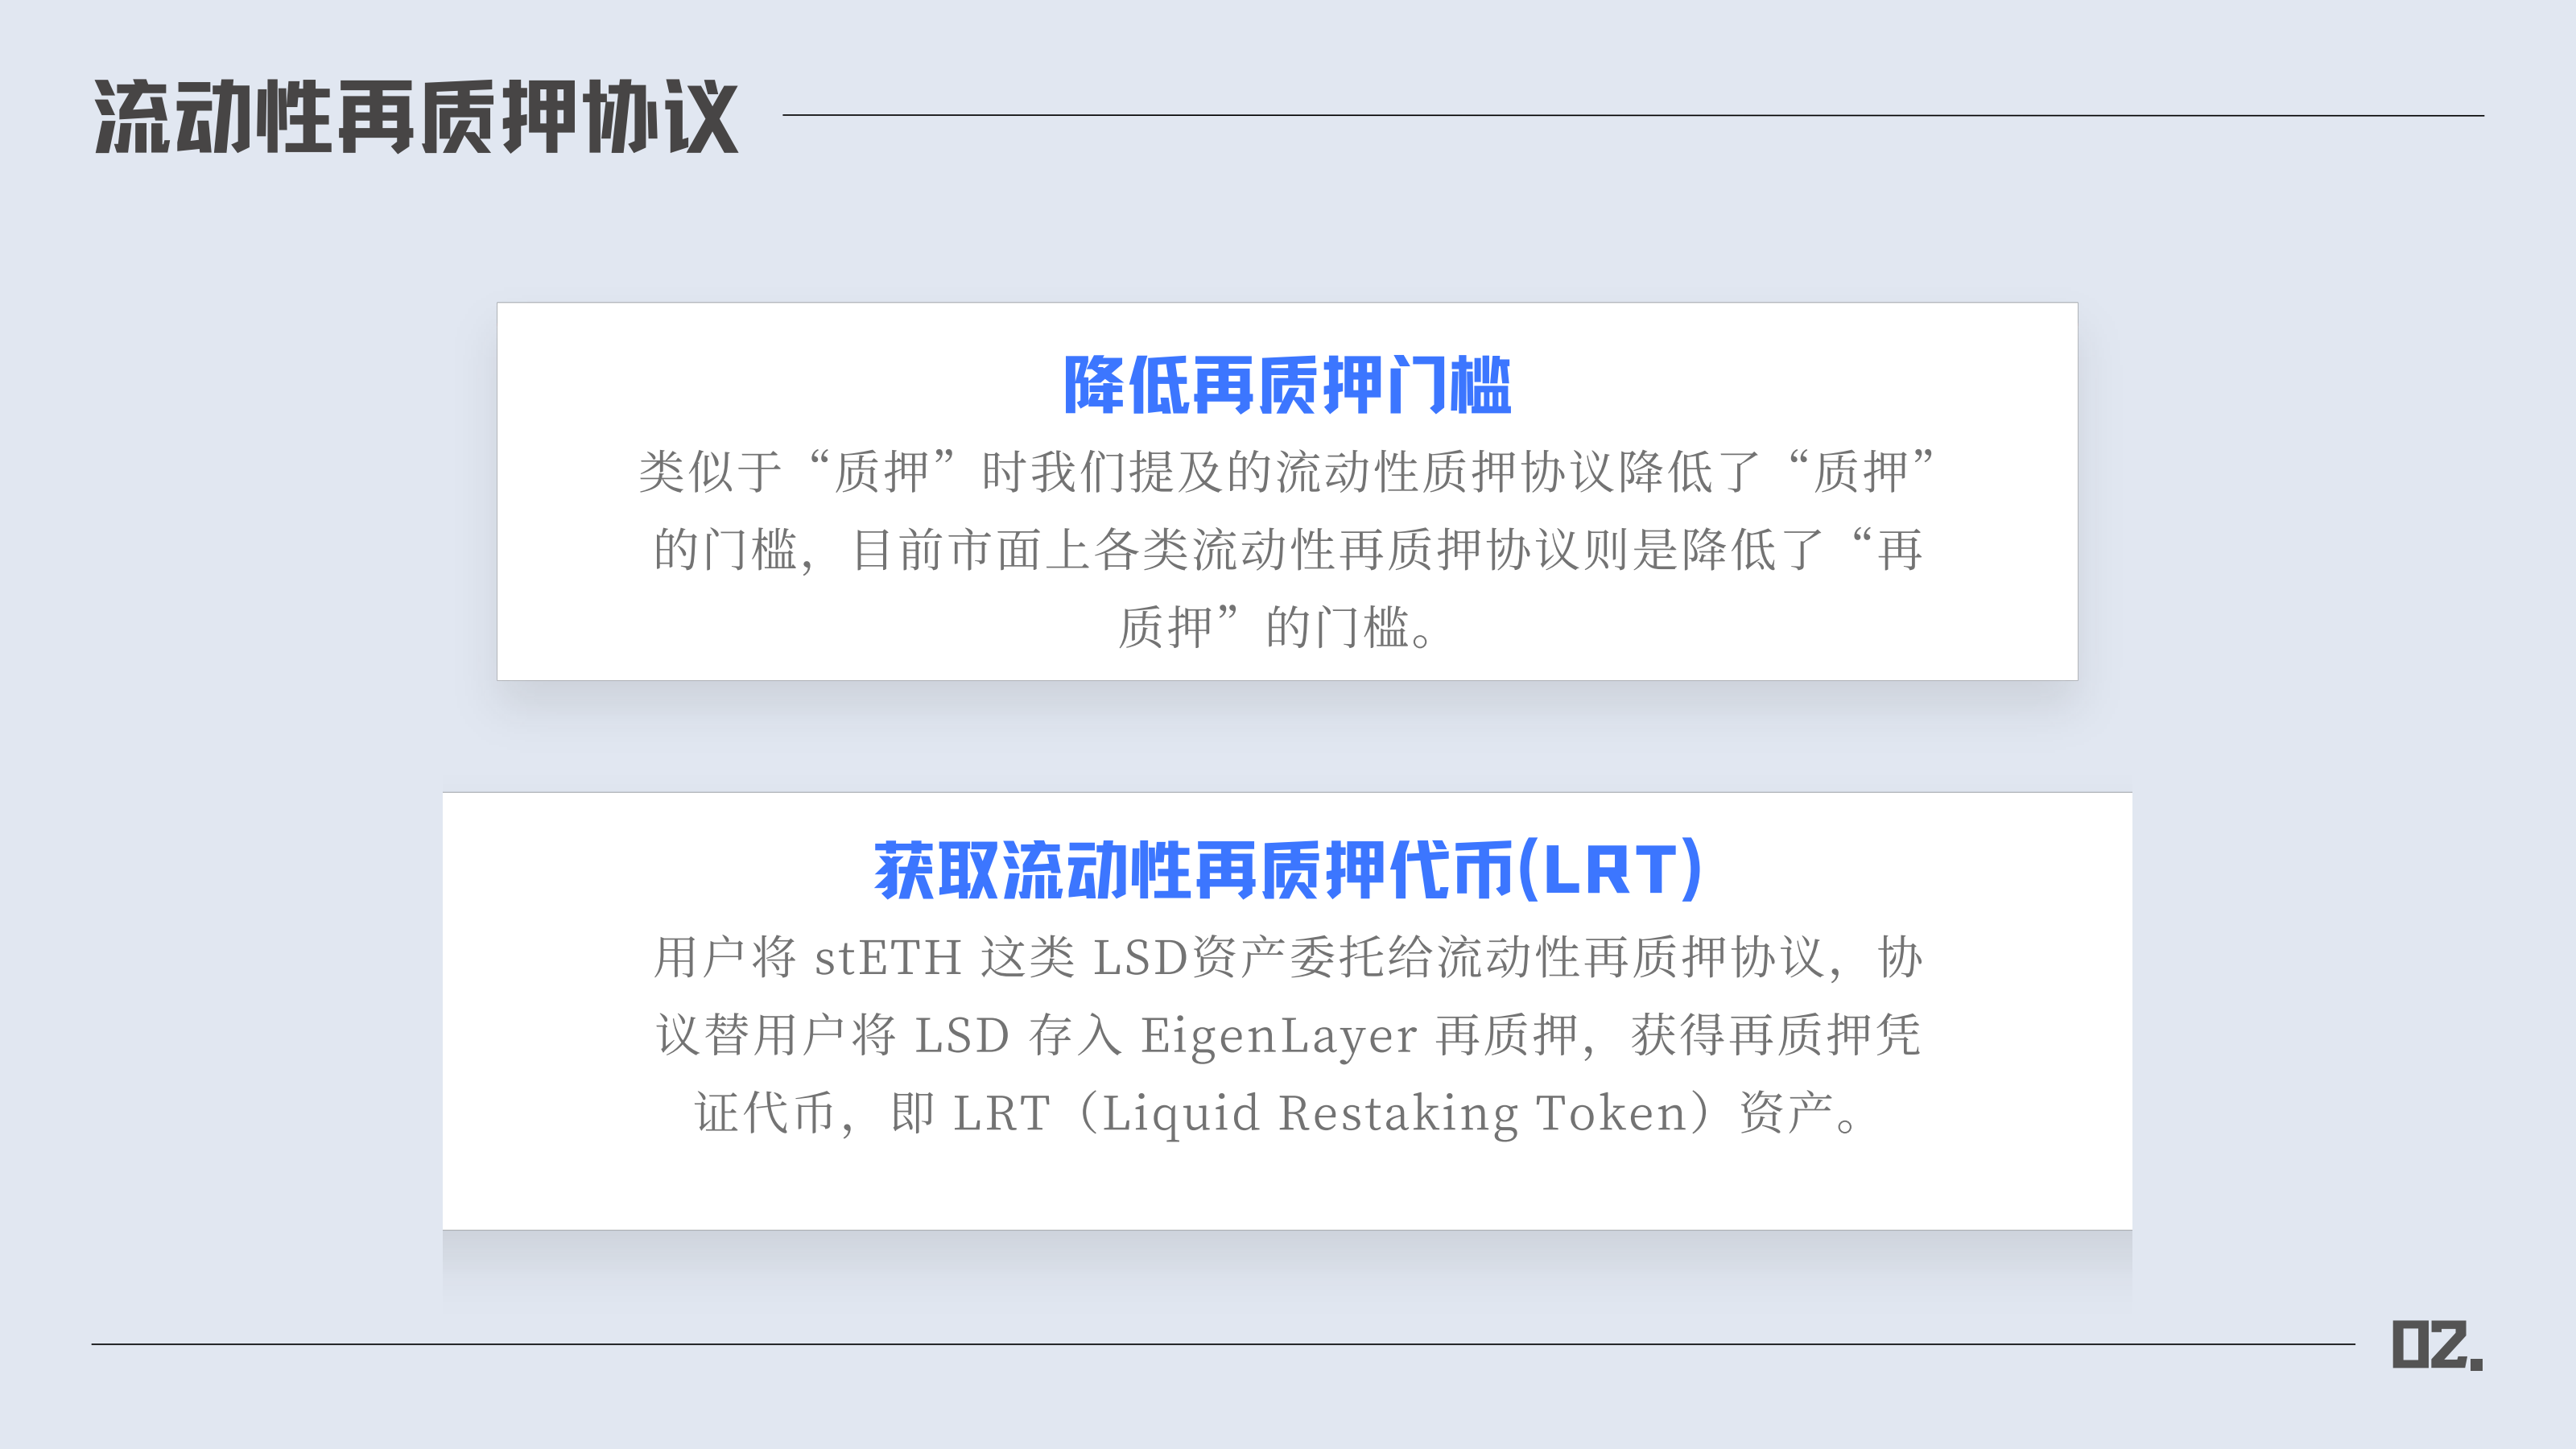 流动性再质押协议
降低再质押门槛
类似于“质押”时我们提及的流动性质押协议降低了“质押”
的门槛，目前市面上各类流动性再质押协议则是降低了“再
质押”的门槛。
获取流动性再质押代币(LRT)
用户将 stETH 这类 LSD资产委托给流动性再质押协议，协
议替用户将 LSD 存入 EigenLayer 再质押，获得再质押凭
证代币，即 LRT（Liquid Restaking Token）资产。
02.